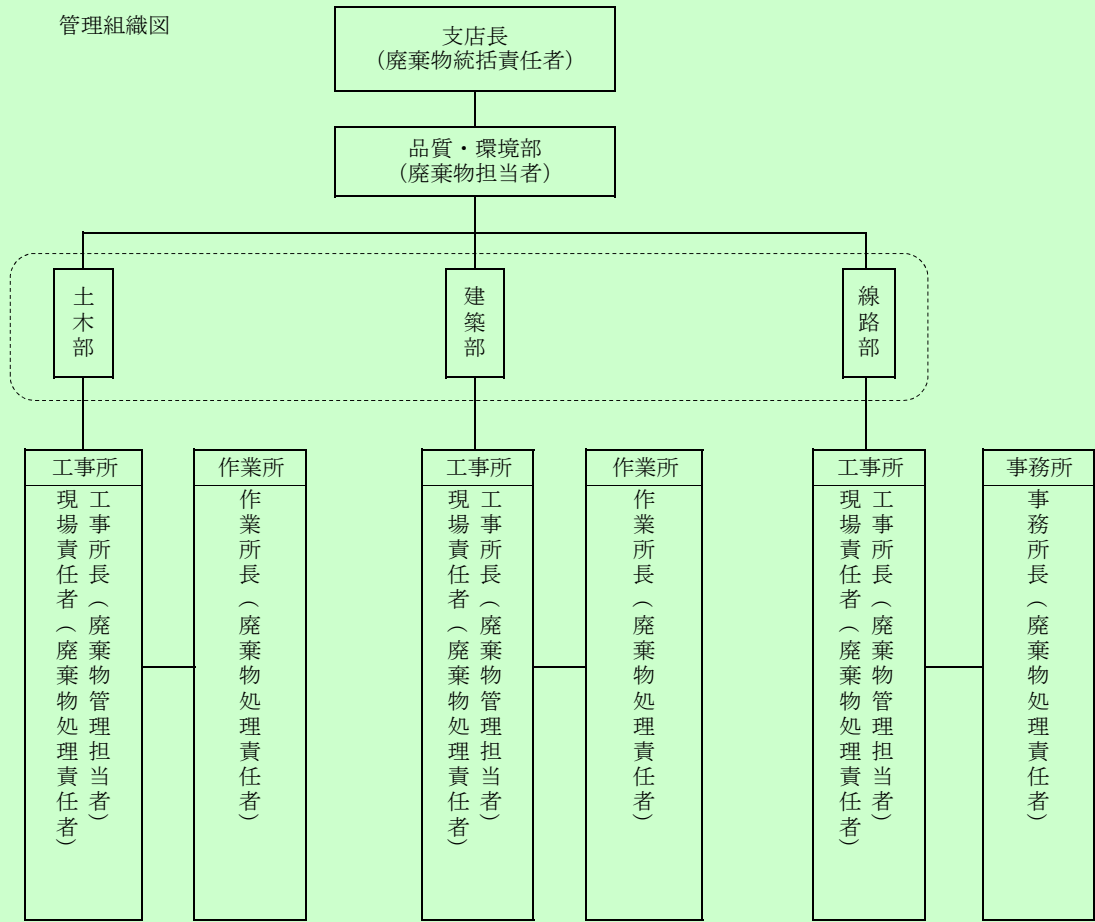 管理組織図
支店長
（廃棄物統括責任者）
品質・環境部
（廃棄物担当者）
土木部
建築部
線路部
工事所
工事所長（廃棄物管理担当者）
現場責任者（廃棄物処理責任者）
作業所
作業所長（廃棄物処理責任者）
工事所
工事所長（廃棄物管理担当者）
現場責任者（廃棄物処理責任者）
作業所
作業所長（廃棄物処理責任者）
工事所
工事所長（廃棄物管理担当者）
現場責任者（廃棄物処理責任者）
事務所
事務所長（廃棄物処理責任者）